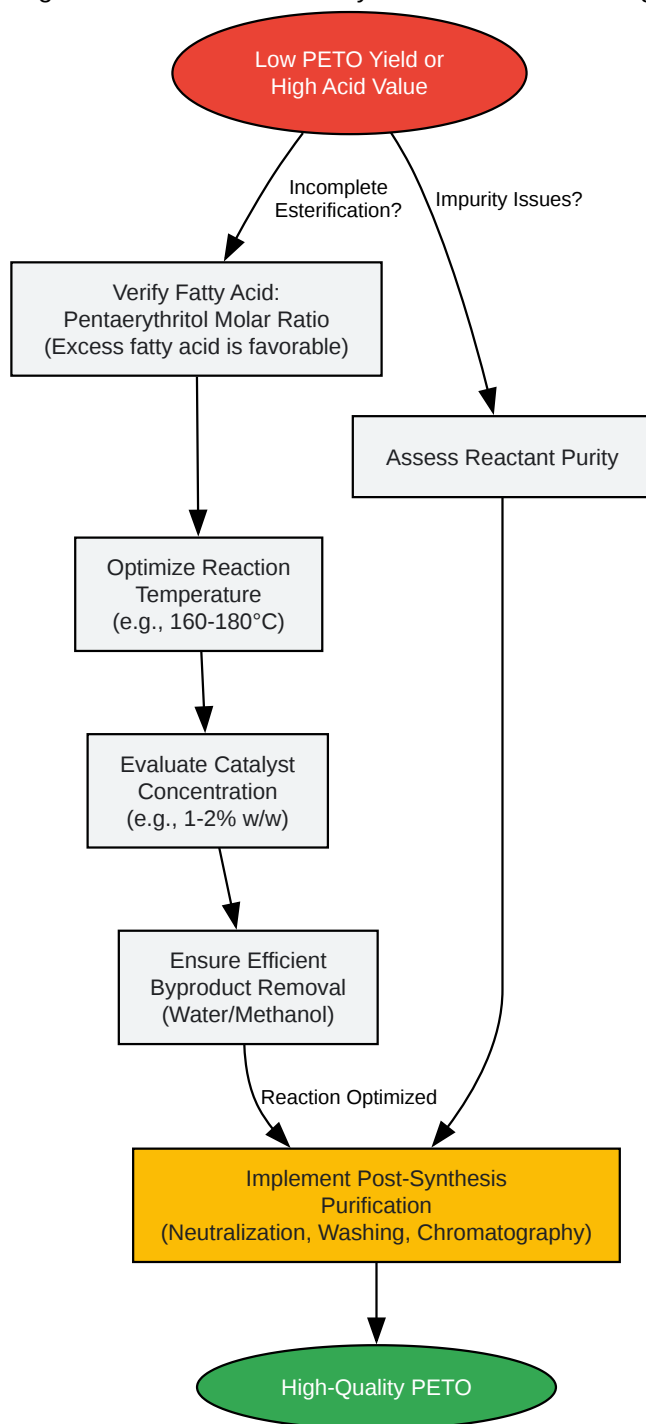 Low PETO Yield or
High Acid Value
Incomplete
Esterification?
Impurity Issues?
Verify Fatty Acid:
Pentaerythritol Molar Ratio
(Excess fatty acid is favorable)
Assess Reactant Purity
Optimize Reaction
Temperature
(e.g., 160-180°C)
Evaluate Catalyst
Concentration
(e.g., 1-2% w/w)
Ensure Efficient
Byproduct Removal
(Water/Methanol)
Reaction Optimized
Implement Post-Synthesis
Purification
(Neutralization, Washing, Chromatography)
High-Quality PETO